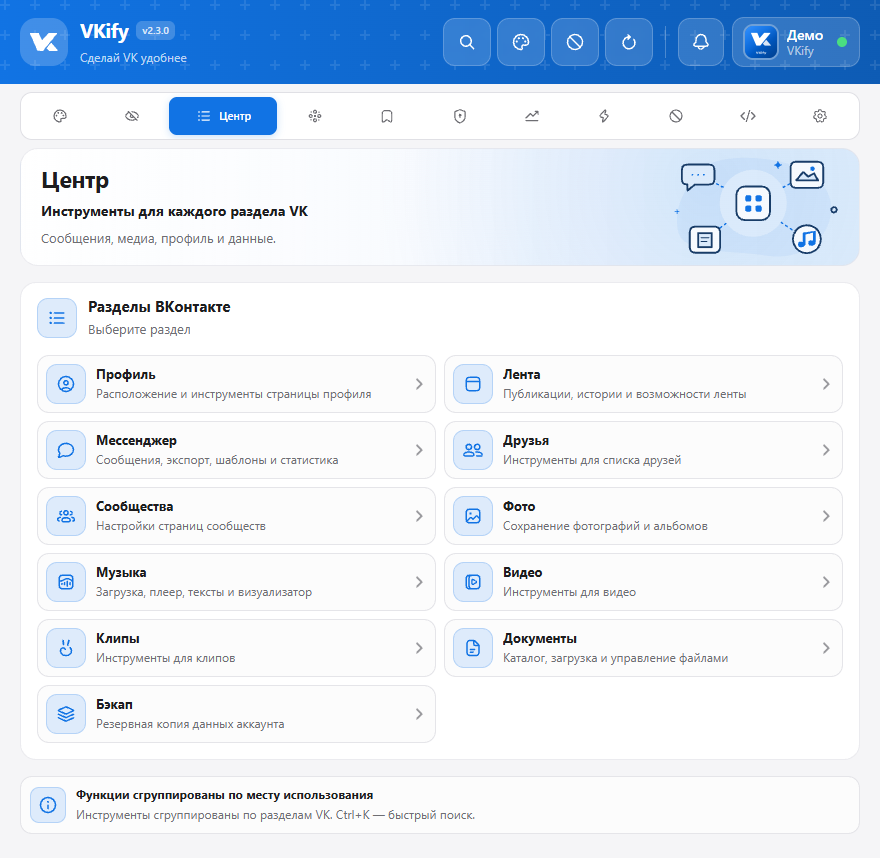 VKify v2.3.0
Сделай VK удобнее
Демо
VKify
Центр
Центр
Инструменты для каждого раздела VK
Сообщения, медиа, профиль и данные.
Разделы ВКонтакте
Выберите раздел
Профиль
Расположение и инструменты страницы профиля
Лента
Публикации, истории и возможности ленты
Мессенджер
Сообщения, экспорт, шаблоны и статистика
Друзья
Инструменты для списка друзей
Сообщества
Настройки страниц сообществ
Фото
Сохранение фотографий и альбомов
Музыка
Загрузка, плеер, тексты и визуализатор
Видео
Инструменты для видео
Клипы
Инструменты для клипов
Документы
Каталог, загрузка и управление файлами
Бэкап
Резервная копия данных аккаунта
Функции сгруппированы по месту использования
Инструменты сгруппированы по разделам VK. Ctrl+K — быстрый поиск.